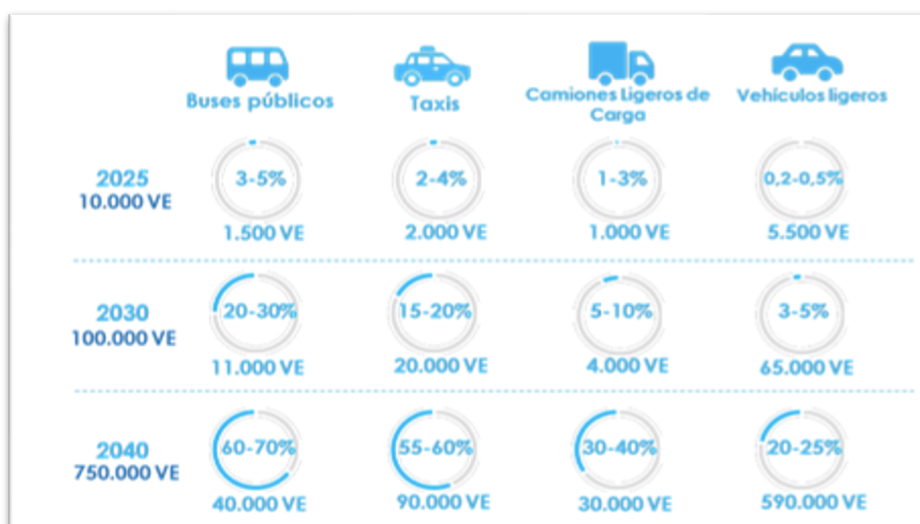 Buses públicos
Taxis
Camiones Ligeros de
Carga
Vehículos ligeros
2025
10.000 VE
3-5%
2-4%
1-3%
0,2-0,5%
1.500 VE
2.000 VE
1.000 VE
5.500 VE
2030
100.000 VE
20-30%
15-20%
5-10%
3-5%
11.000 VE
20.000 VE
4.000 VE
65.000 VE
2040
750.000 VE
60-70%
55-60%
30-40%
20-25%
40.000 VE
90.000 VE
30.000 VE
590.000 VE